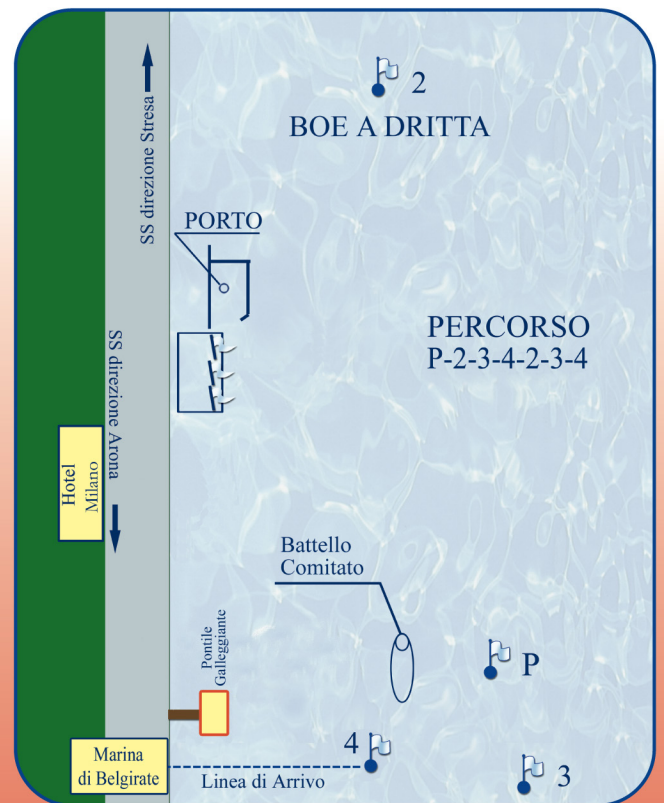 2
BOE A DRITTA
SS direzione Stresa
PORTO
PERCORSO
P-2-3-4-2-3-4
SS direzione Arona
Hotel
Milano
Battello
Comitato
Pontile
Galleggiante
P
4
Marina
di Belgirate
Linea di Arrivo
3